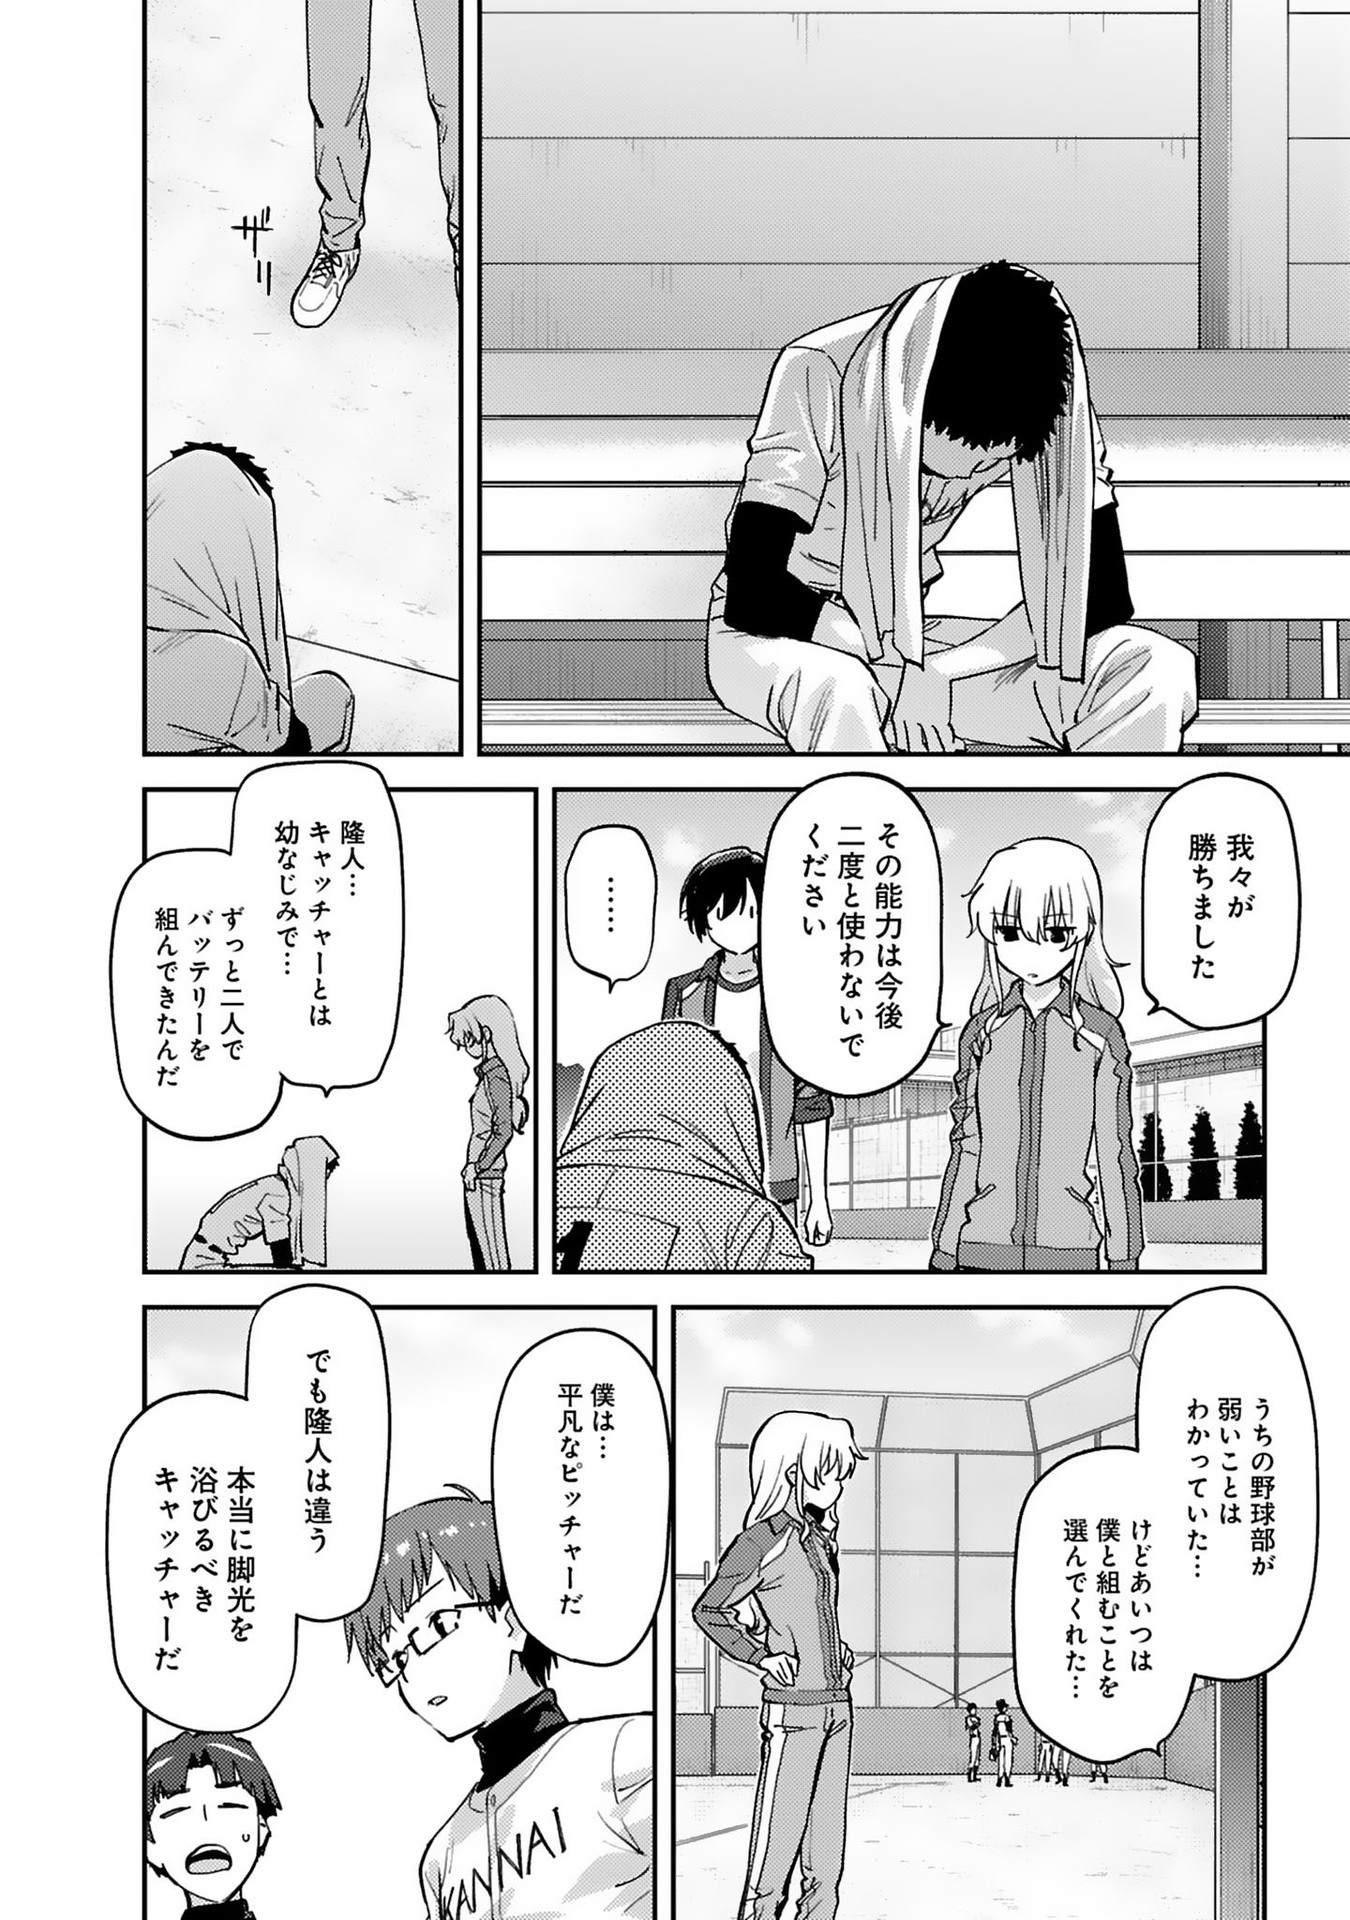 ザリ
我々が
勝ちました
その能力は今後
二度と使わないで
ください
……
隆人…
キャッチャーとは
幼なじみで…
ずっと二人で
バッテリーを
組んできたんだ
うちの野球部が
弱いことは
わかっていた…
けどあいつは
僕と組むことを
選んでくれた…
僕は…
平凡なピッチャーだ
でも隆人は違う
本当に脚光を
浴びるべき
キャッチャーだ
KANNAI
1